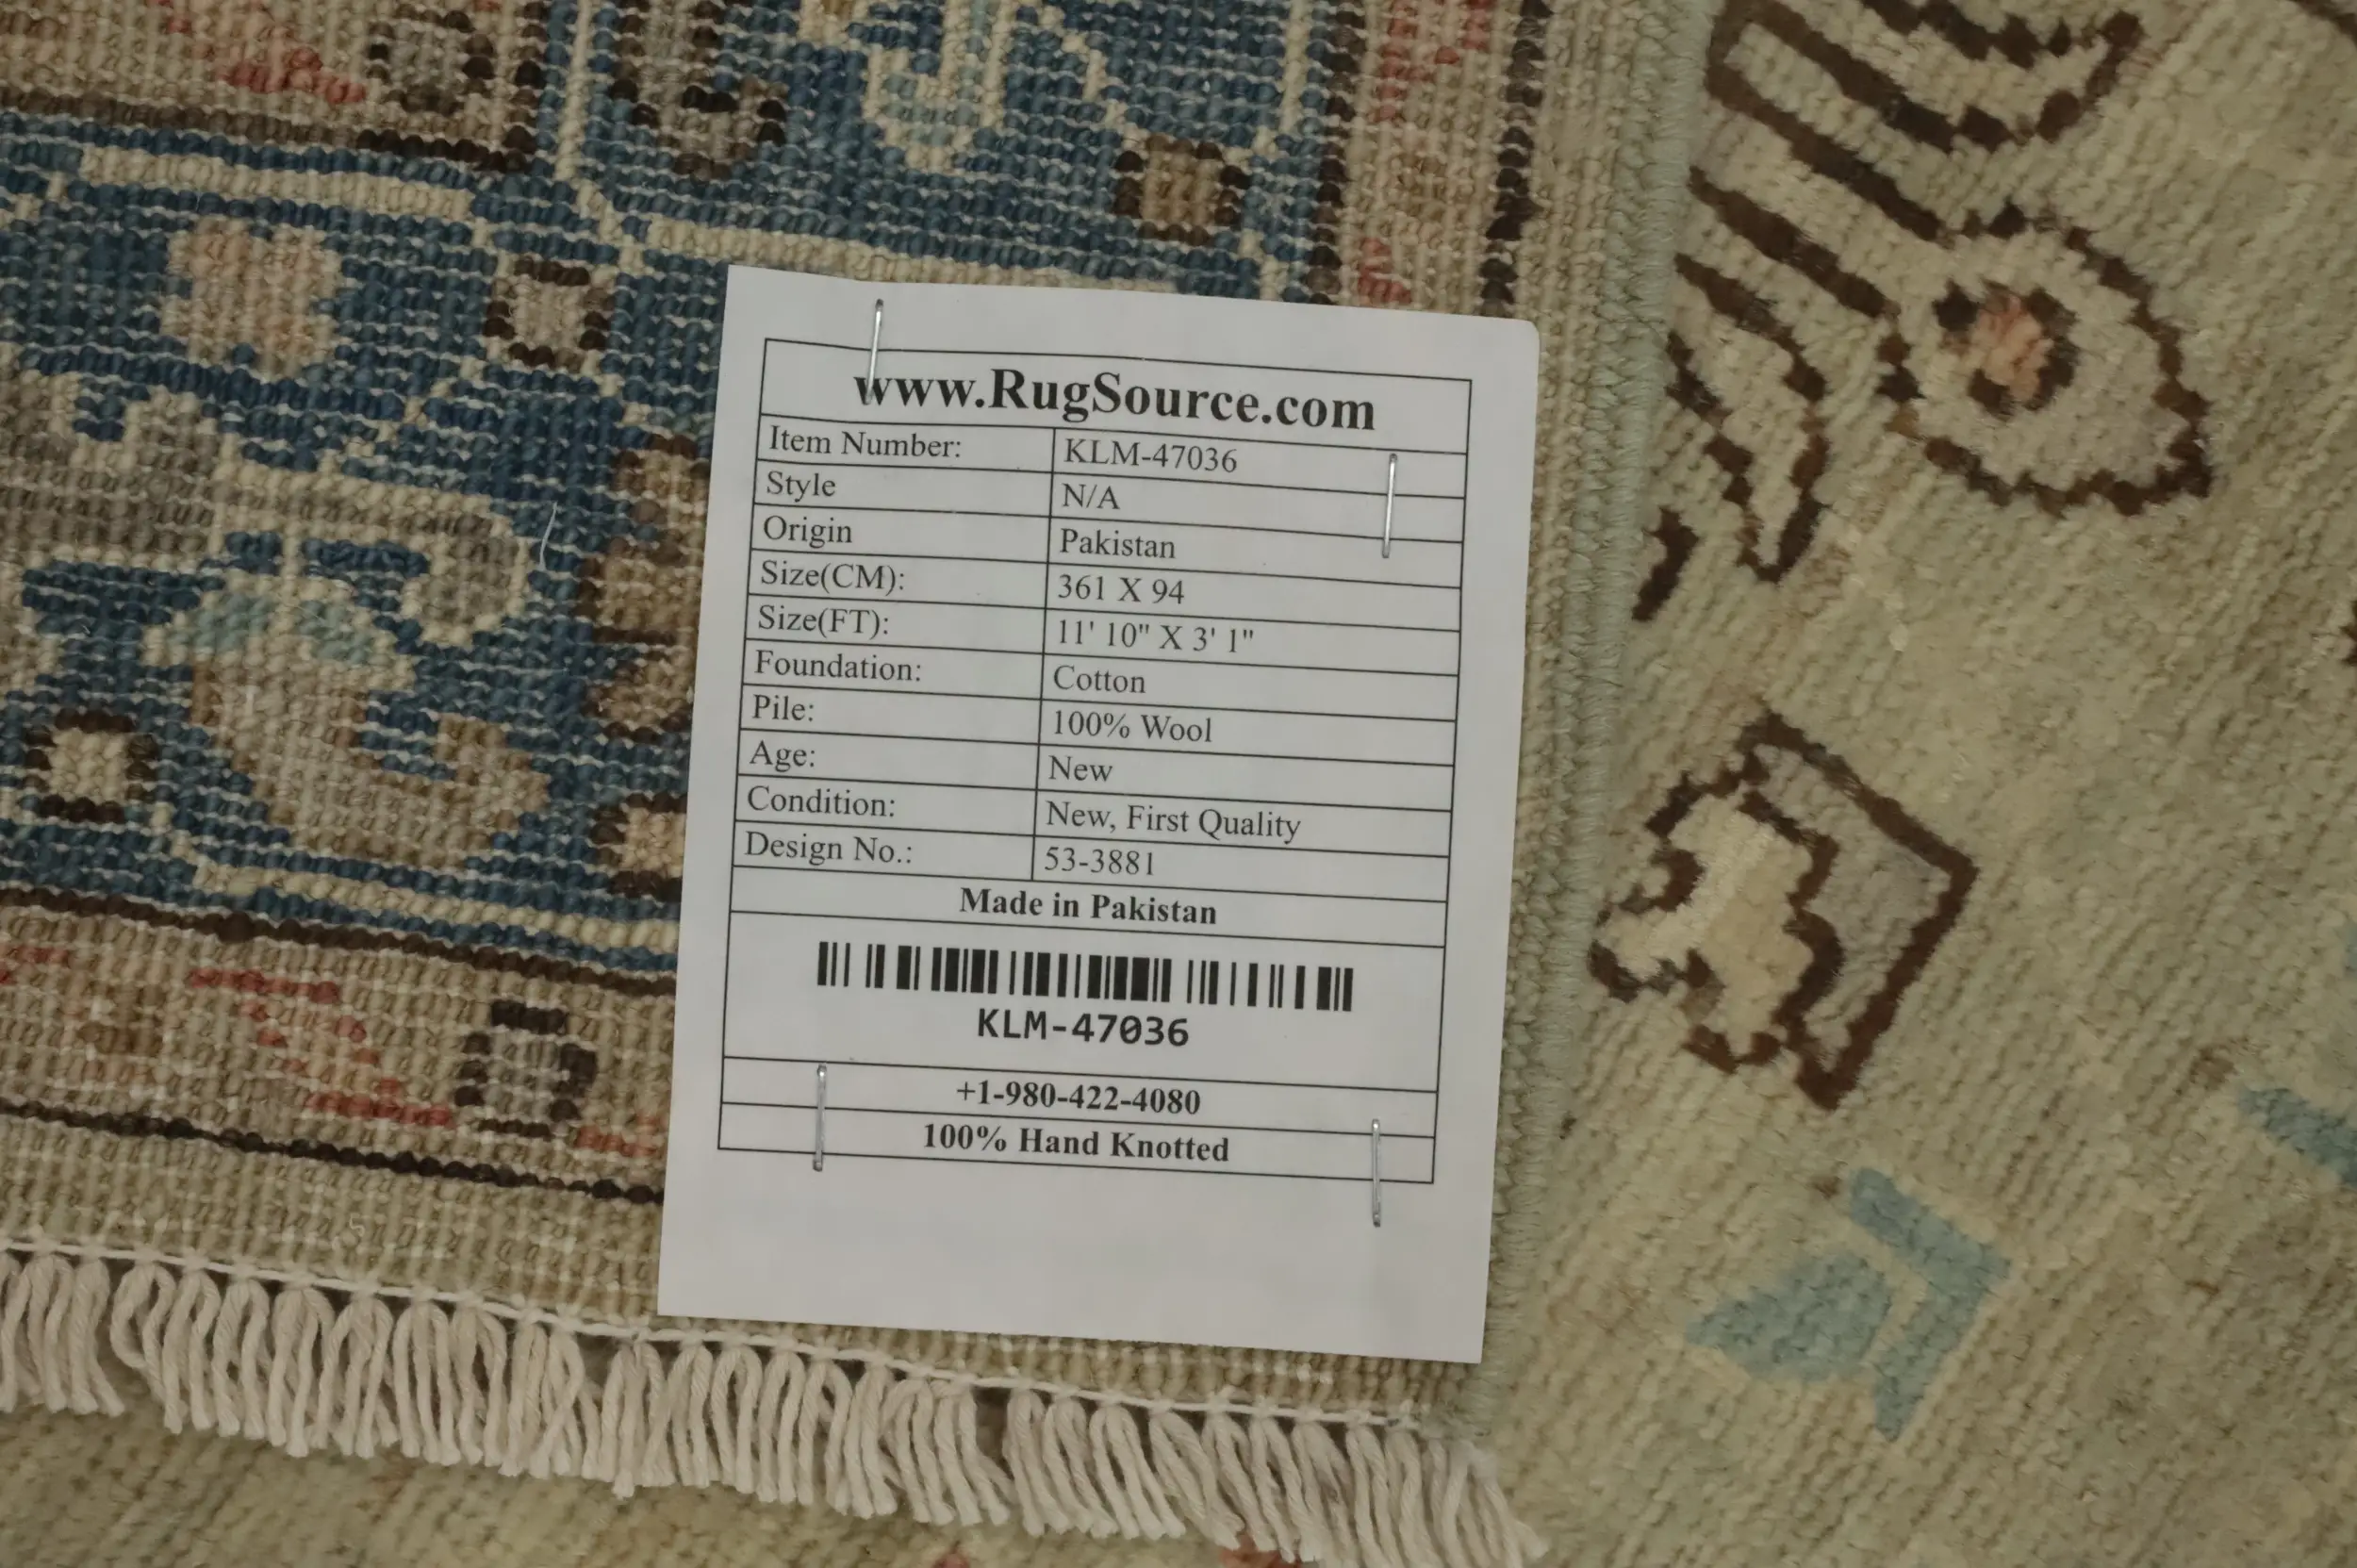 www.RugSource.com
Item Number: KLM-47036
Style N/A
Origin Pakistan
Size(CM): 361 X 94
Size(FT): 11' 10" X 3' 1"
Foundation: Cotton
Pile: 100% Wool
Age: New
Condition: New, First Quality
Design No.: 53-3881
Made in Pakistan
KLM-47036
+1-980-422-4080
100% Hand Knotted